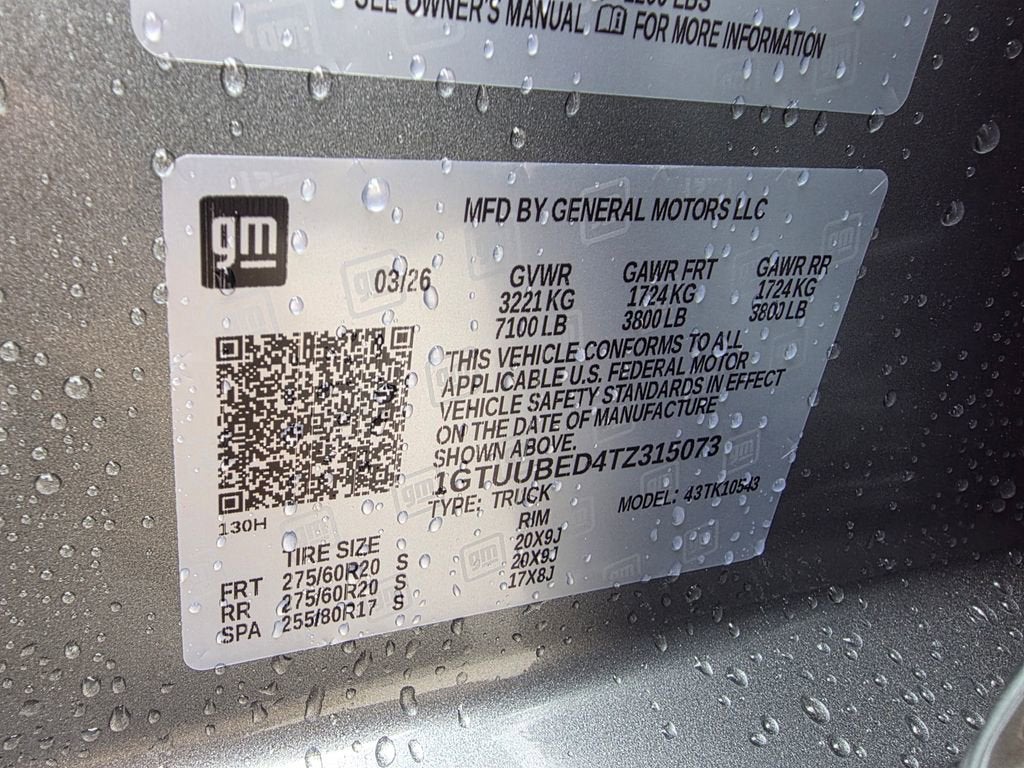 SEE OWNER'S MANUAL FOR MORE INFORMATION
gm
MFD BY GENERAL MOTORS LLC
03/26
GVWR GAWR FRT GAWR RR
3221 KG 1724 KG 1724 KG
7100 LB 3800 LB 3800 LB
THIS VEHICLE CONFORMS TO ALL
APPLICABLE U.S. FEDERAL MOTOR
VEHICLE SAFETY STANDARDS IN EFFECT
ON THE DATE OF MANUFACTURE
SHOWN ABOVE.
1GTUUBED4TZ315073
TYPE: TRUCK MODEL: 43TK10543
130H
TIRE SIZE RIM
FRT 275/60R20 S 20X9J
RR 275/60R20 S 20X9J
SPA 255/80R17 S 17X8J